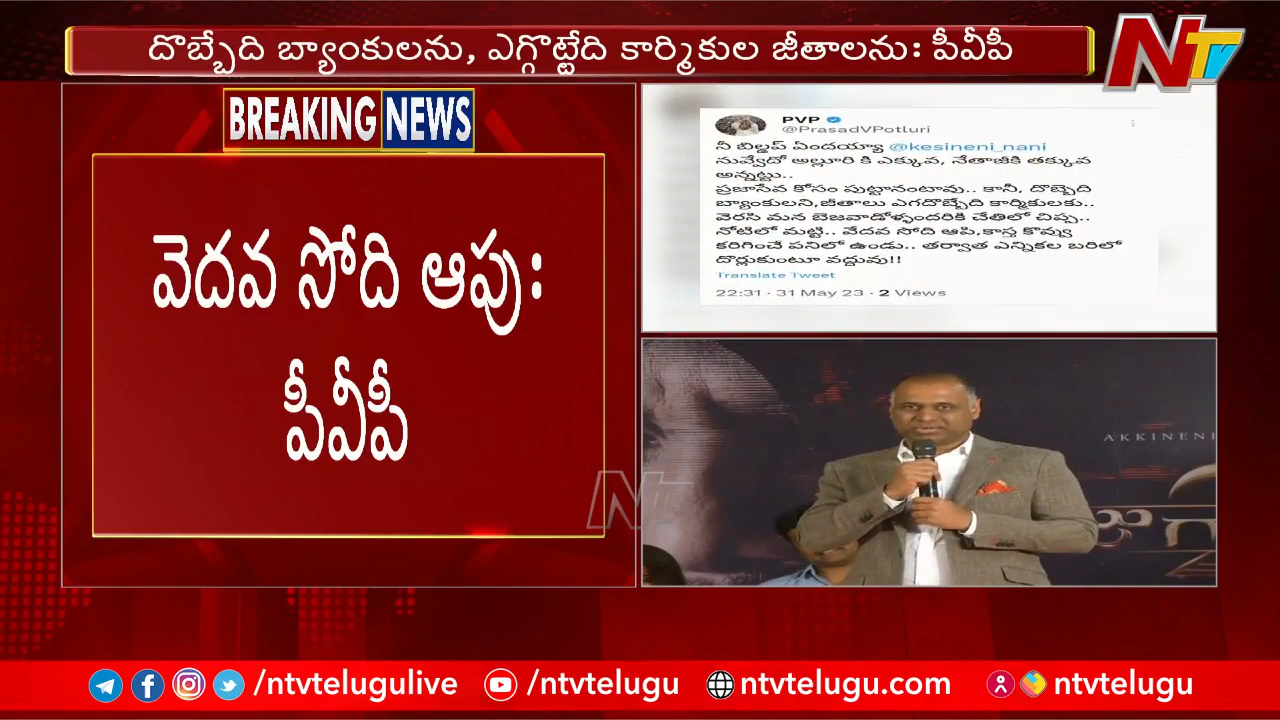 దొబ్బేది బ్యాంకులను, ఎగ్గొట్టేది కార్మికుల జీతాలను: పీవీపీ
NTV
BREAKING NEWS
వెదవ సోది ఆపు:
పీవీపీ
PVP
@PrasadVPotluri
నీ బిల్డప్ ఏందయ్యా @kesineni_nani
నువ్వేదో అల్లూరి కి ఎక్కువ, నేతాజీకి తక్కువ
అన్నట్టు..
ప్రజాసేవ కోసం పుట్టానంటావు.. కానీ, దొబ్బెది
బ్యాంకులని,జీతాలు ఎగదొబ్బేది కార్మికులకు..
వెరసి మన బెజవాడోళ్ళందరికి చేతిలో చిప్ప..
నోటిలో మట్టి.. వేదవ సోది ఆపి,కాస్త కొవ్వు
కరిగించే పనిలో ఉండు.. తర్వాత ఎన్నికల బరిలో
దొర్లుకుంటూ వద్దువు!!
Translate Tweet
22:31 · 31 May 23 · 2 Views
AKKINENI
NTV
/ntvtelugulive
/ntvtelugu
ntvtelugu.com
ntvtelugu